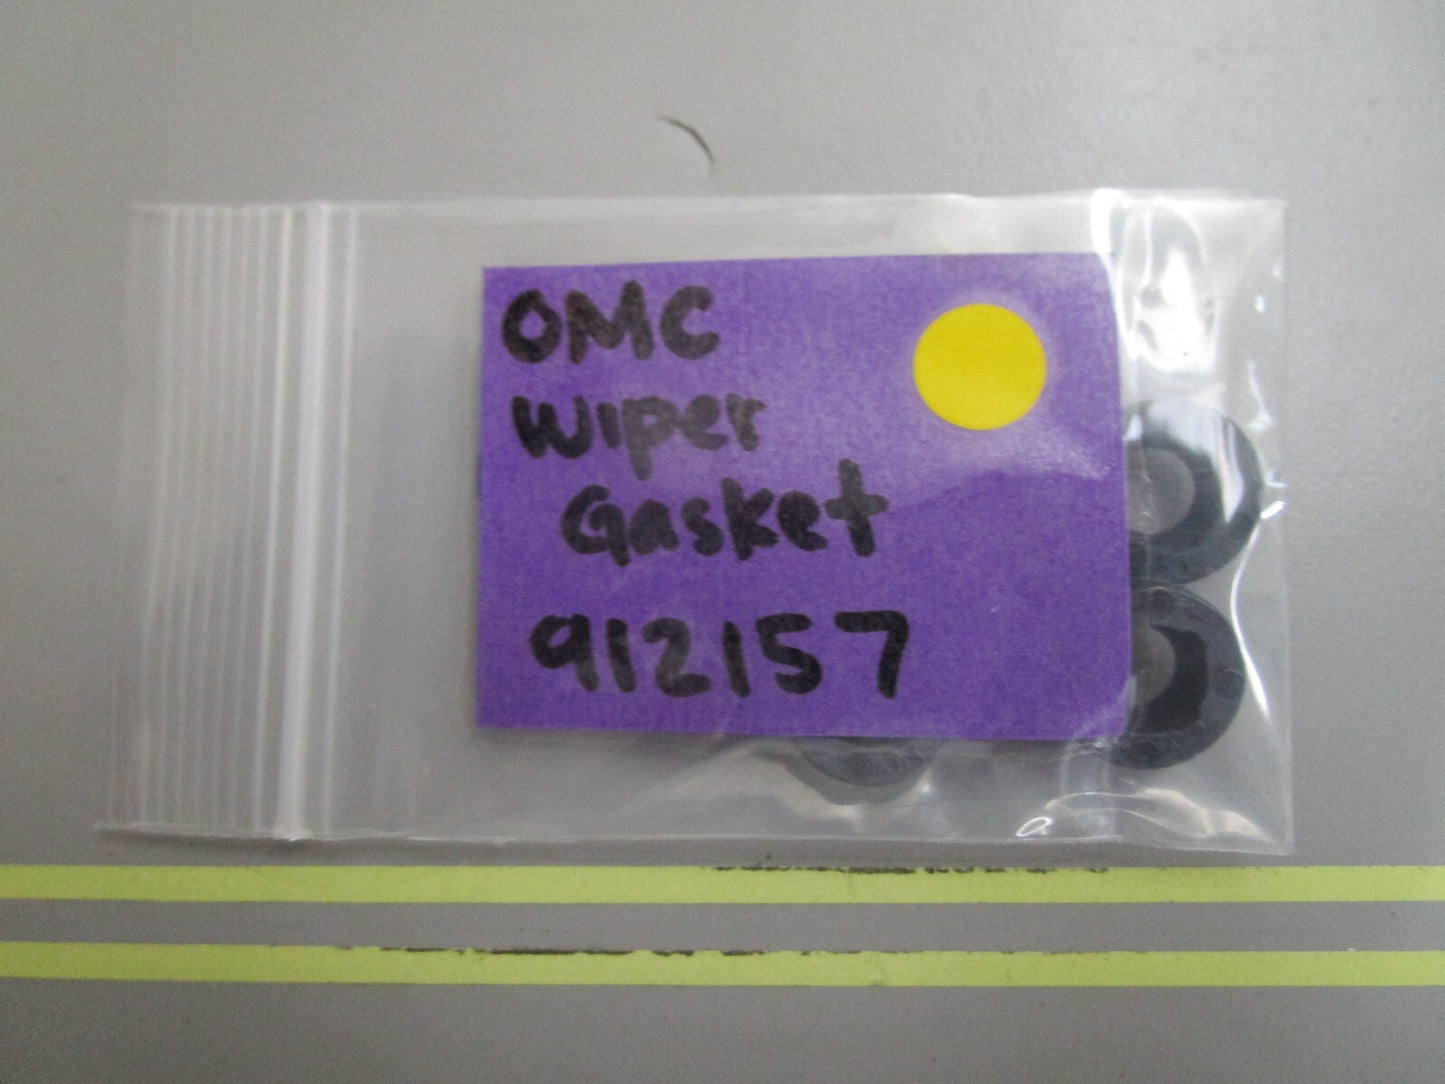 OMC
Wiper
Gasket
912157